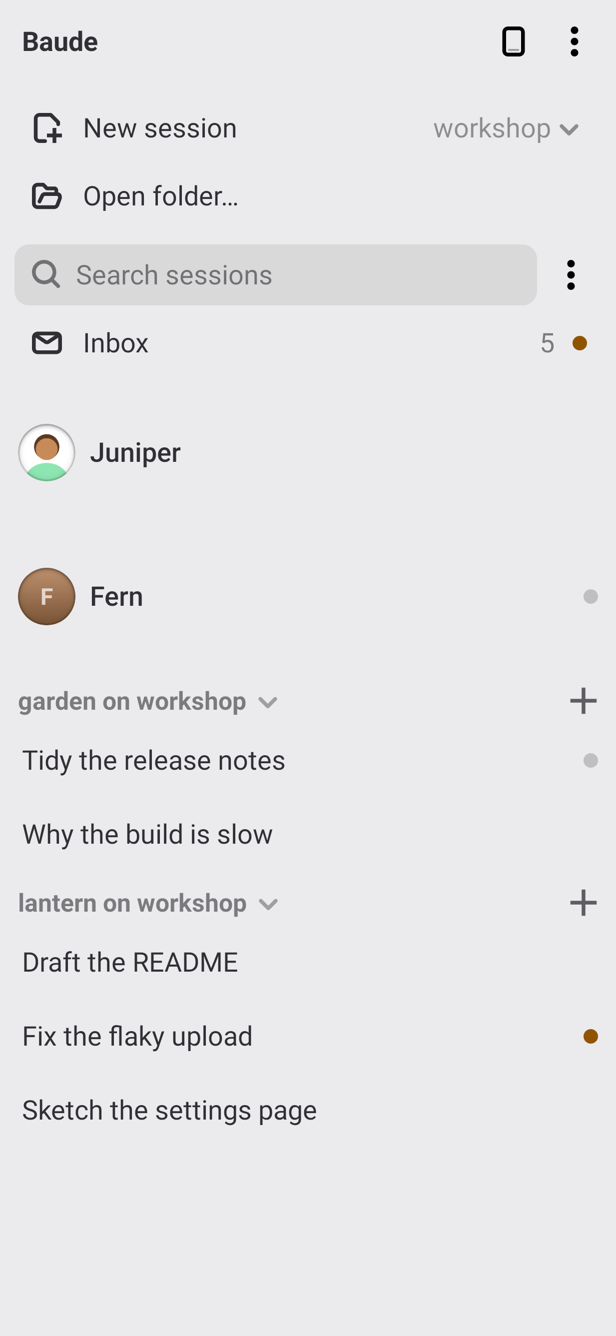 Baude
New session
workshop
Open folder…
Search sessions
Inbox
5
Juniper
F
Fern
garden on workshop
Tidy the release notes
Why the build is slow
lantern on workshop
Draft the README
Fix the flaky upload
Sketch the settings page